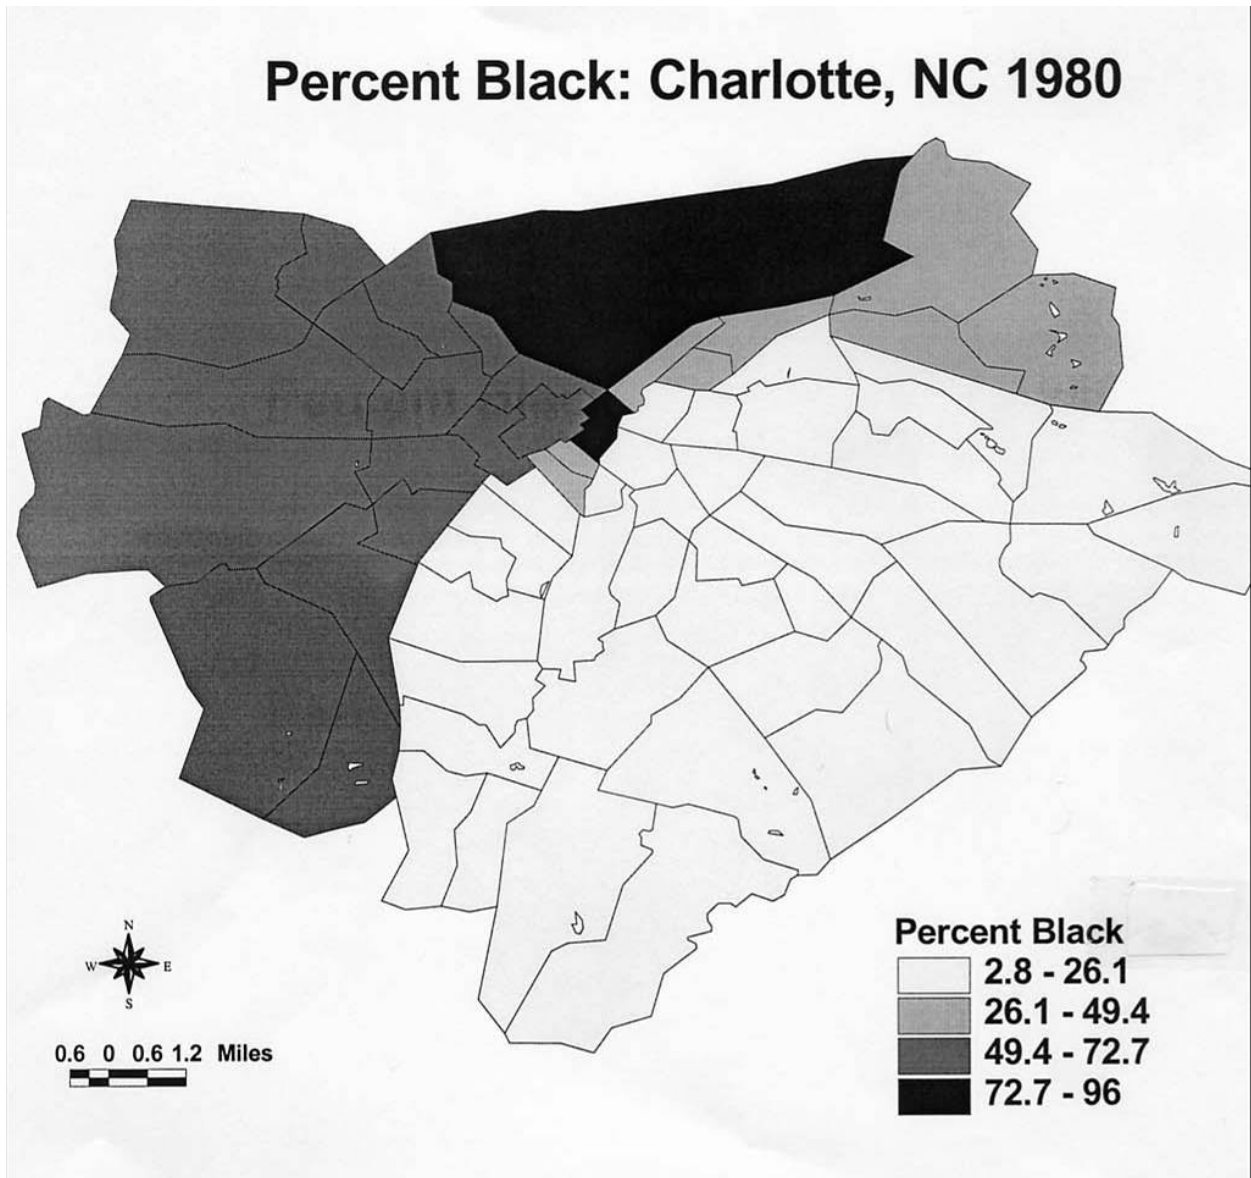 Percent Black: Charlotte, NC 1980
N
W E
S
0.6 0 0.6 1.2 Miles
Percent Black
2.8 - 26.1
26.1 - 49.4
49.4 - 72.7
72.7 - 96